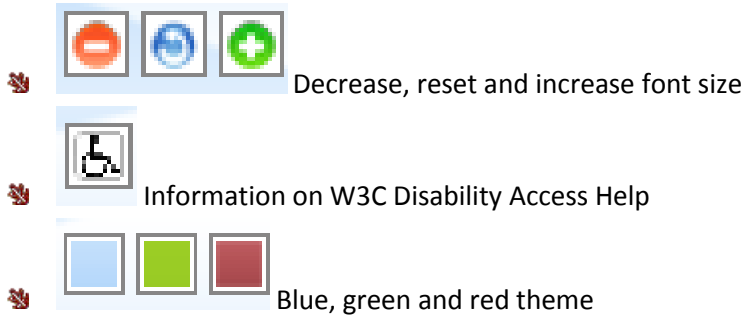 Decrease, reset and increase font size
Information on W3C Disability Access Help
Blue, green and red theme